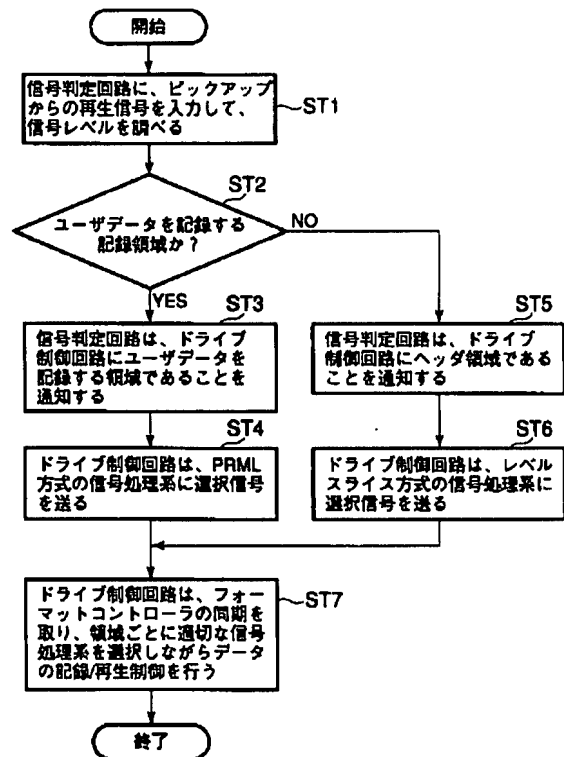 開始
信号判定回路に、ピックアップ
からの再生信号を入力して、
信号レベルを調べる
ST1
ST2
ユーザデータを記録する
記録領域か?
NO
YES
ST3
信号判定回路は、ドライブ
制御回路にユーザデータを
記録する領域であることを
通知する
ST5
信号判定回路は、ドライブ
制御回路にヘッダ領域である
ことを通知する
ST4
ドライブ制御回路は、PRML
方式の信号処理系に選択信号
を送る
ST6
ドライブ制御回路は、レベル
スライス方式の信号処理系に
選択信号を送る
ドライブ制御回路は、フォー
マットコントローラの同期を
取り、領域ごとに適切な信号
処理系を選択しながらデータ
の記録/再生制御を行う
ST7
終了